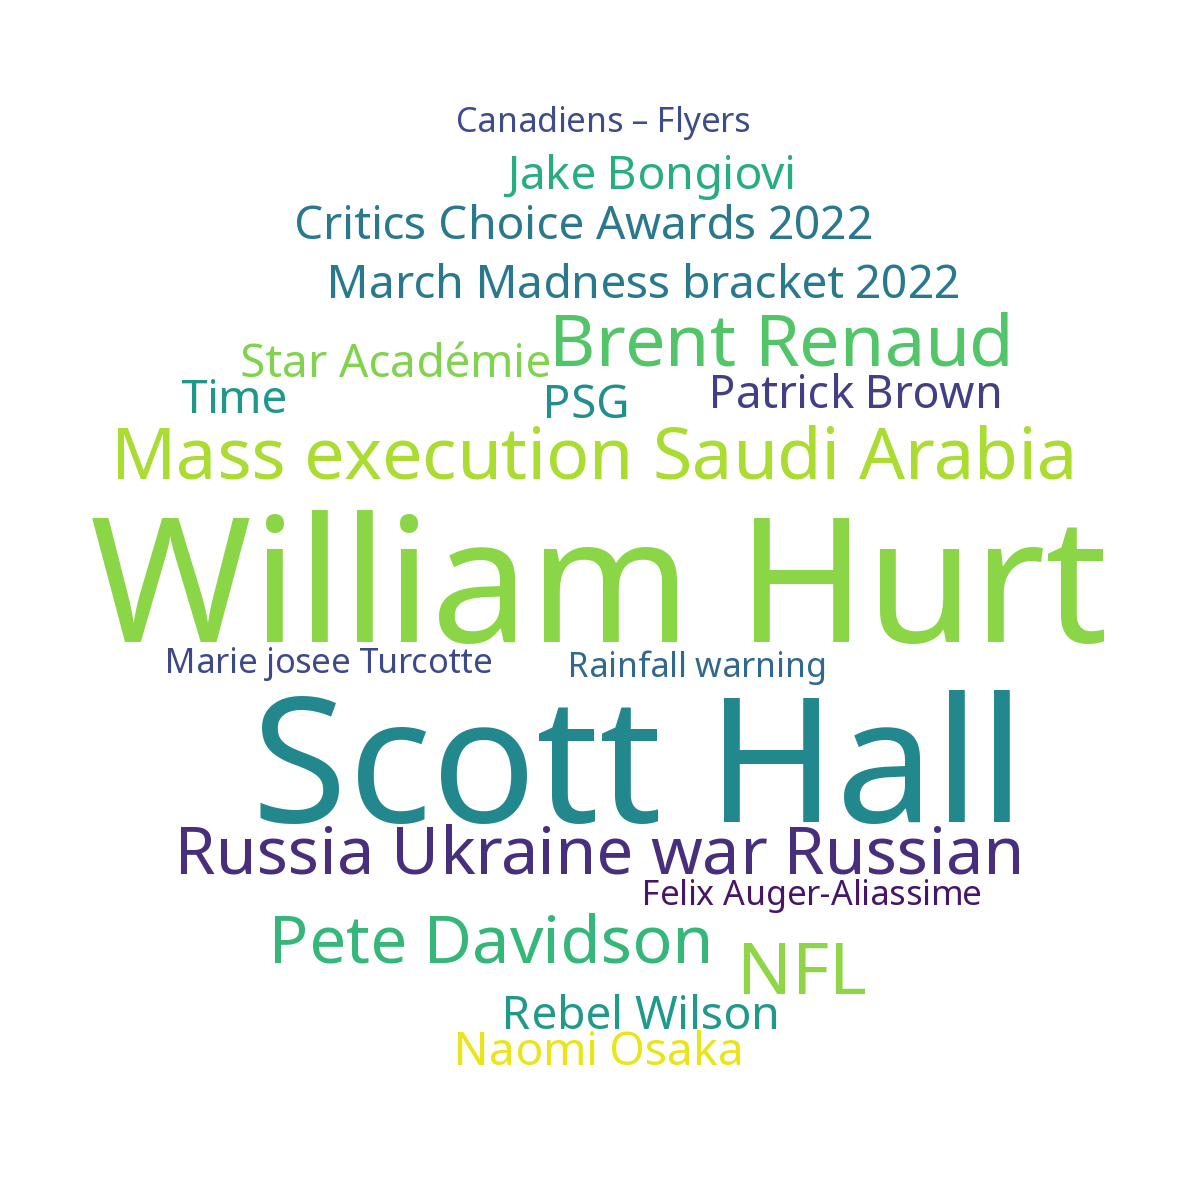 Canadiens – Flyers
Jake Bongiovi
Critics Choice Awards 2022
March Madness bracket 2022
Brent Renaud
Star Académie
Time
PSG
Patrick Brown
Mass execution Saudi Arabia
William Hurt
Marie josee Turcotte
Rainfall warning
Scott Hall
Russia Ukraine war Russian
Felix Auger-Aliassime
Pete Davidson
NFL
Rebel Wilson
Naomi Osaka